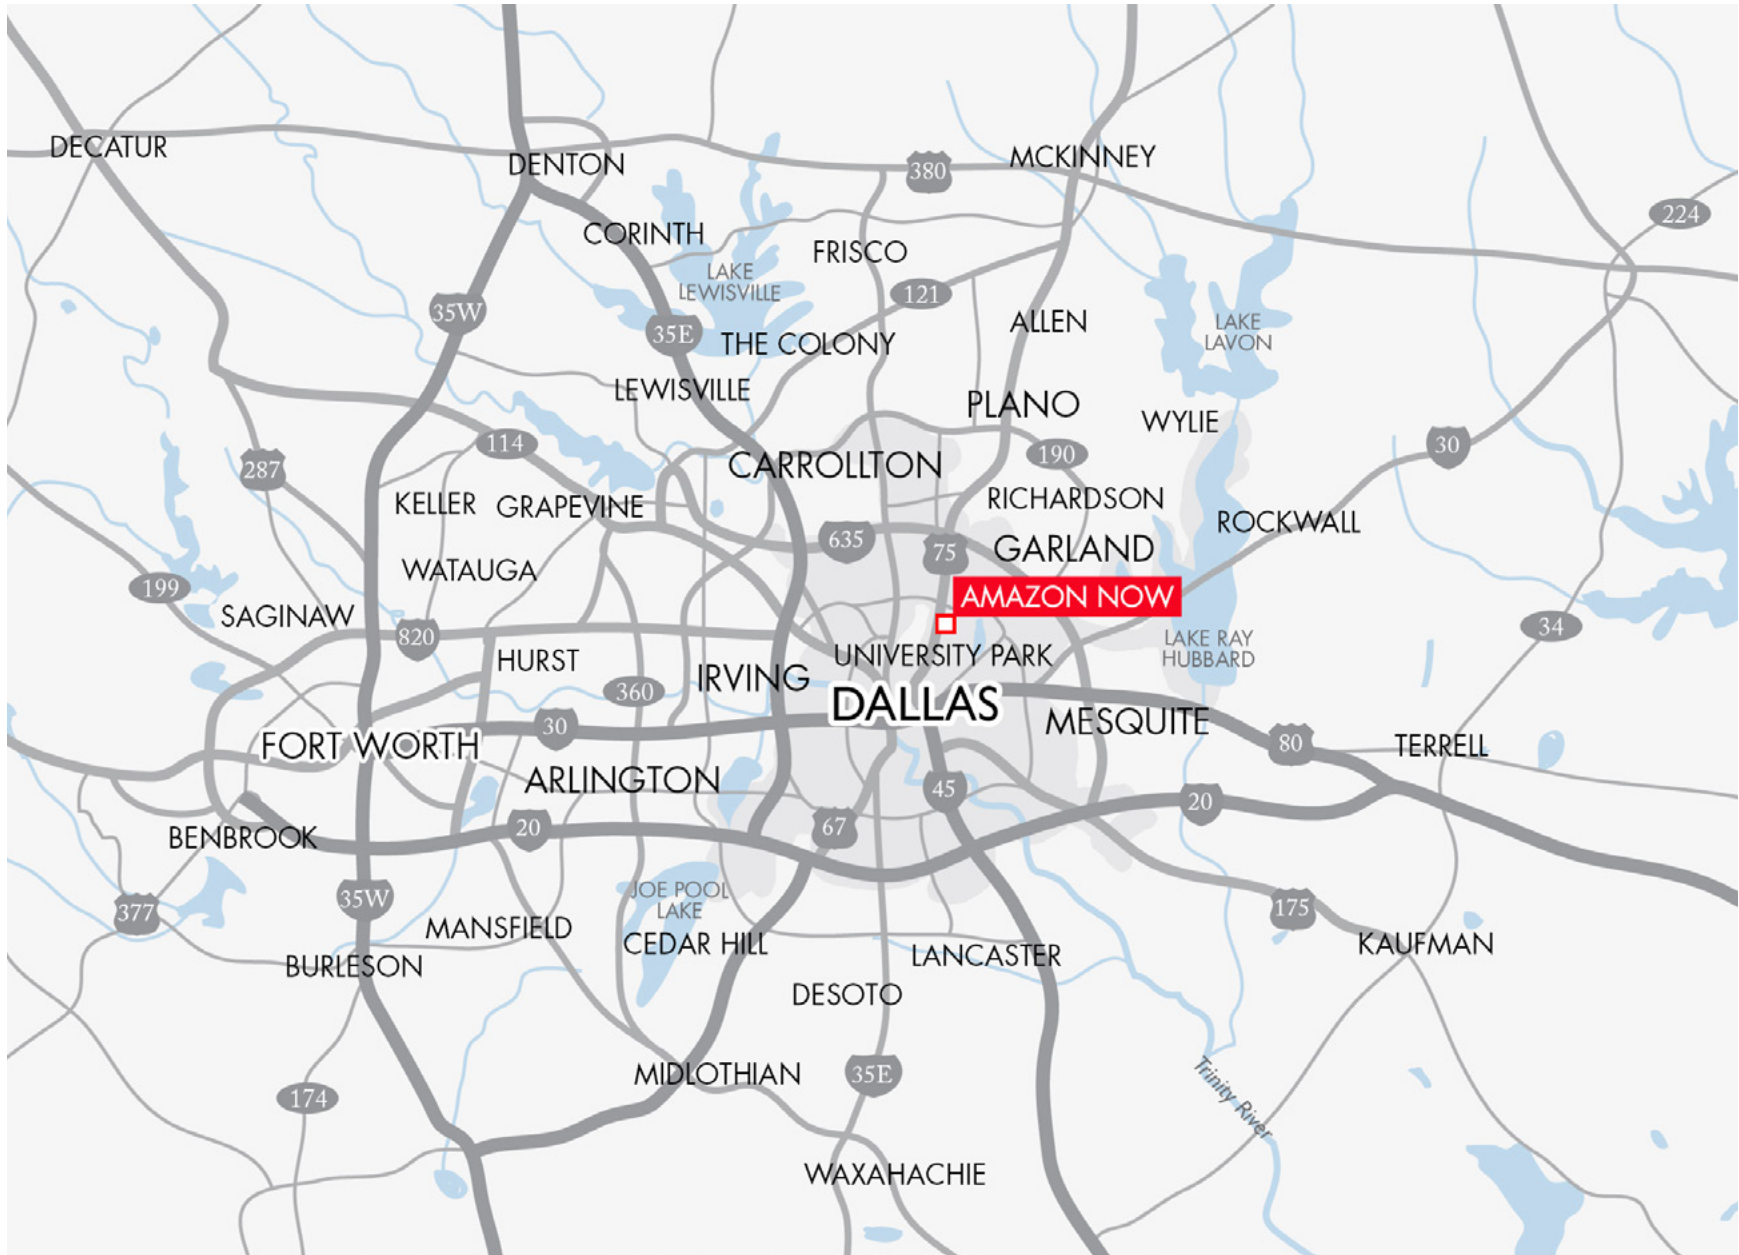 DECATUR
DENTON
380
MCKINNEY
224
CORINTH
FRISCO
LAKE
LEWISVILLE
121
35W
35E
THE COLONY
ALLEN
LAKE
LAVON
LEWISVILLE
PLANO
WYLIE
114
287
CARROLLTON
190
30
KELLER
GRAPEVINE
RICHARDSON
ROCKWALL
635
75
GARLAND
WATAUGA
199
AMAZON NOW
SAGINAW
820
34
HURST
IRVING
UNIVERSITY PARK
LAKE RAY
HUBBARD
360
DALLAS
30
MESQUITE
FORT WORTH
80
TERRELL
ARLINGTON
45
20
BENBROOK
20
67
377
35W
JOE POOL
LAKE
175
MANSFIELD
CEDAR HILL
LANCASTER
KAUFMAN
BURLESON
DESOTO
MIDLOTHIAN
35E
174
Trinity River
WAXAHACHIE